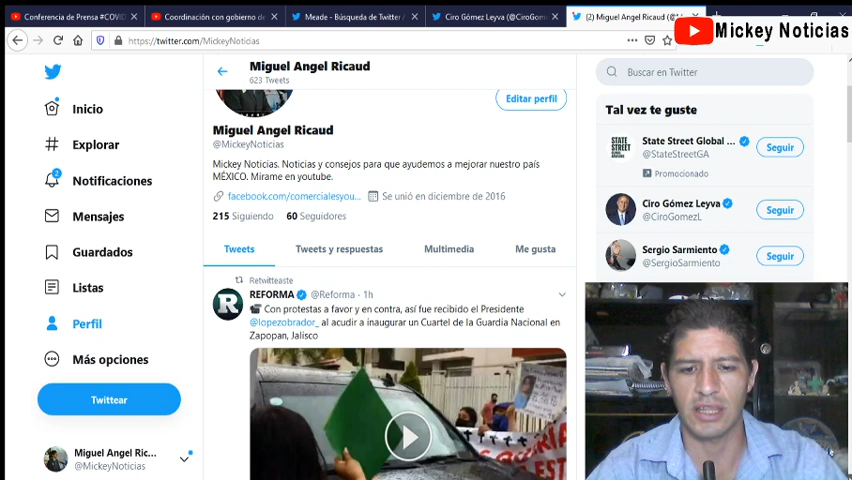 Conferencia de Prensa #COVID
Coordinación con gobierno de
Meade - Búsqueda de Twitter /
Ciro Gómez Leyva (@CiroGom
(2) Miguel Angel Ricaud
Mickey Noticias
https://twitter.com/MickeyNoticias
Miguel Angel Ricaud
623 Tweets
Buscar en Twitter
Inicio
Explorar
2
Notificaciones
Mensajes
Guardados
Listas
Perfil
Más opciones
Twittear
Miguel Angel Ric...
@MickeyNoticias
Editar perfil
Miguel Angel Ricaud
@MickeyNoticias
Mickey Noticias. Noticias y consejos para que ayudemos a mejorar nuestro país
MÉXICO. Mírame en youtube.
facebook.com/comercialesyou... Se unió en diciembre de 2016
215 Siguiendo 60 Seguidores
Tweets Tweets y respuestas Multimedia Me gusta
Retwitteaste
REFORMA @Reforma · 1h
Con protestas a favor y en contra, así fue recibido el Presidente
@lopezobrador_ al acudir a inaugurar un Cuartel de la Guardia Nacional en
Zapopan, Jalisco
R
Tal vez te guste
STATE STREET
State Street Global ...
@StateStreetGA
Seguir
Promocionado
Ciro Gómez Leyva
@CiroGomezL
Seguir
Sergio Sarmiento
@SergioSarmiento
Seguir